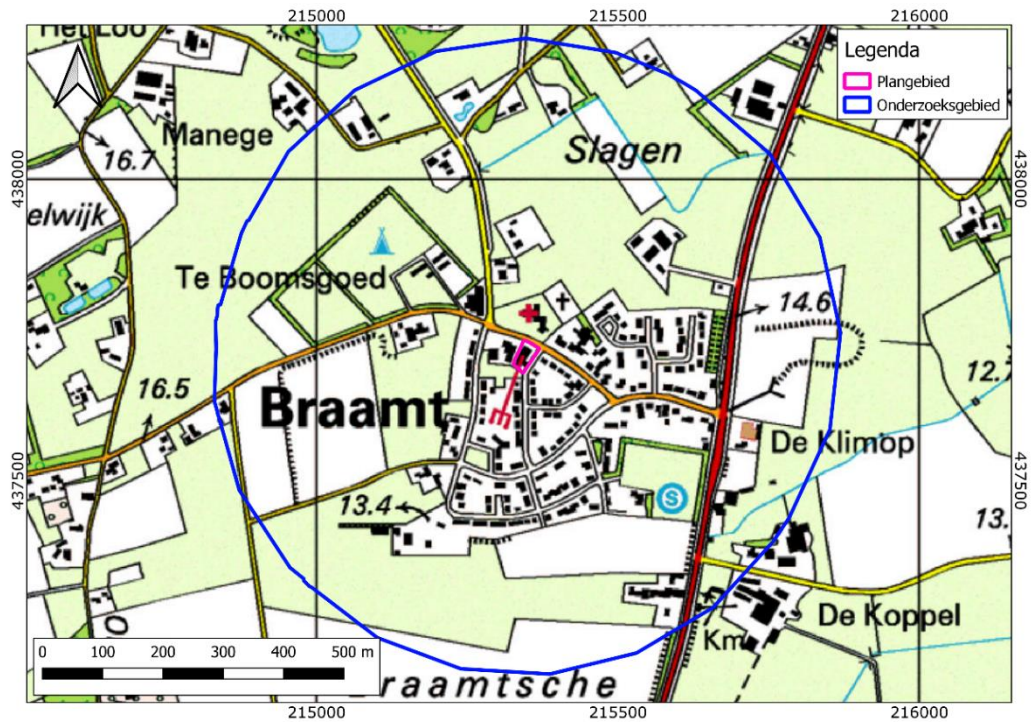 215000
215500
216000
Het Loo
Legenda
Plangebied
Onderzoeksgebied
Manege
16.7
Slagen
438000
438000
elwijk
Te Boomsgoed
14.6
16.5
12.7
Braamt
De Klimop
437500
437500
13.4
S
13.
De Koppel
Km
0 100 200 300 400 500 m
Braamtsche
215000
215500
216000